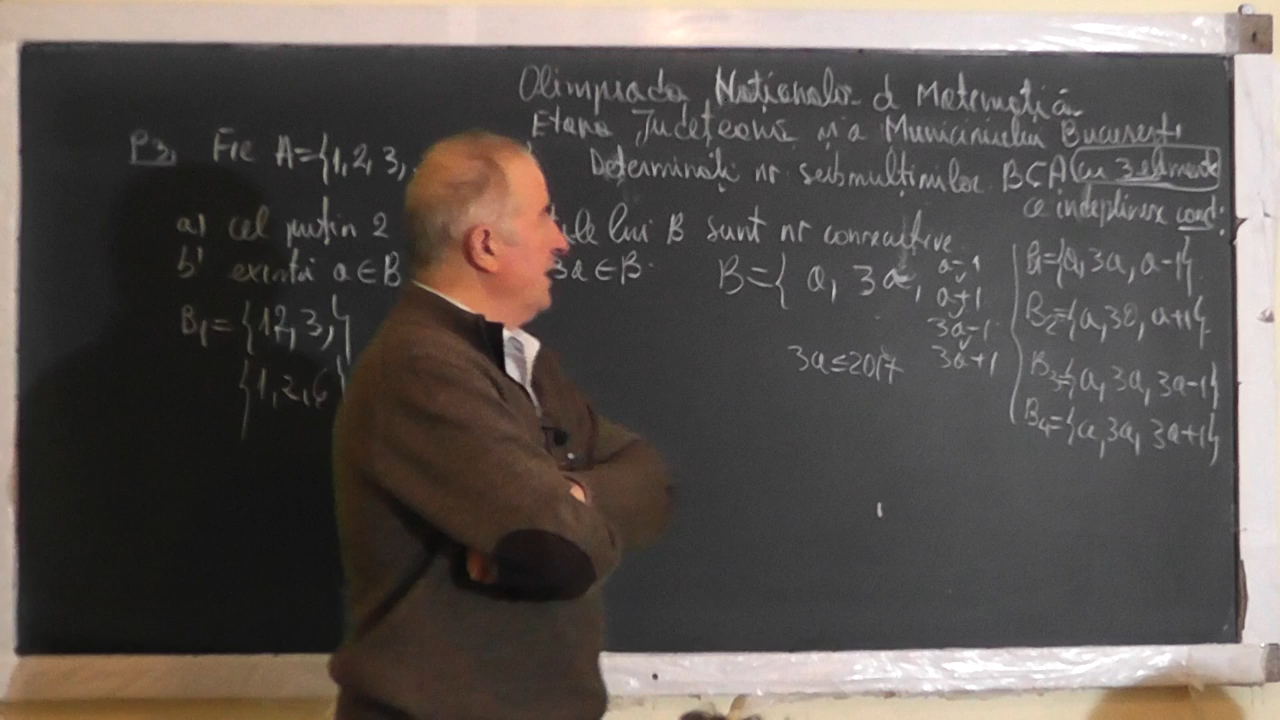 Olimpiada Națională d Matematică
Etapa Județeană și a Municipiului București
P3, Fie A={1,2,3,. Determinați nr submulțimilor B⊂A cu 3 elemente
ce îndeplinesc cond:
a) cel puțin 2 lui B sunt nr consecutive
b) există a∈B 3a∈B.
B={ a, 3a, a-1
a+1
3a-1
3a+1
B₁={1,2,3,}
{1,2,6}
3a≤2017
B₁={a, 3a, a-1}
B₂={a, 3a, a+1}
B₃={a, 3a, 3a-1}
B₄={a, 3a, 3a+1}